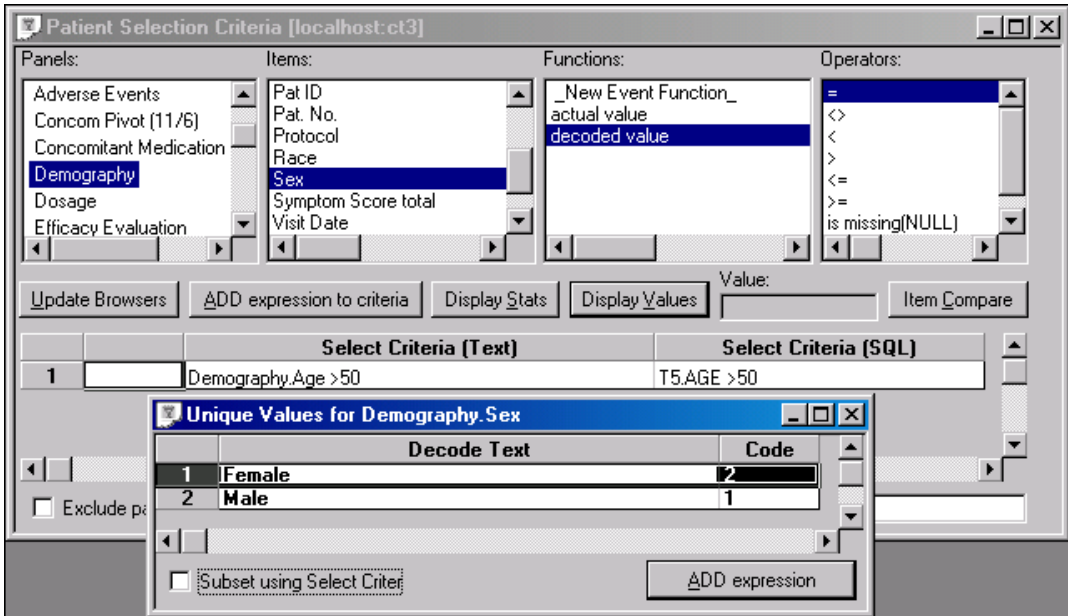 Patient Selection Criteria [localhost:ct3]
Panels: Items: Functions: Operators:
Adverse Events
Concom Pivot (11/6)
Concomitant Medication
Demography
Dosage
Efficacy Evaluation
Pat ID
Pat. No.
Protocol
Race
Sex
Symptom Score total
Visit Date
_New Event Function_
actual value
decoded value
=
<>
<
>
<=
>=
is missing(NULL)
Value:
Update Browsers ADD expression to criteria Display Stats Display Values Item Compare
Select Criteria (Text) Select Criteria (SQL)
1 Demography.Age >50 T5.AGE >50
Unique Values for Demography.Sex
Decode Text Code
1 Female 2
2 Male 1
Exclude pa
Subset using Select Criter ADD expression